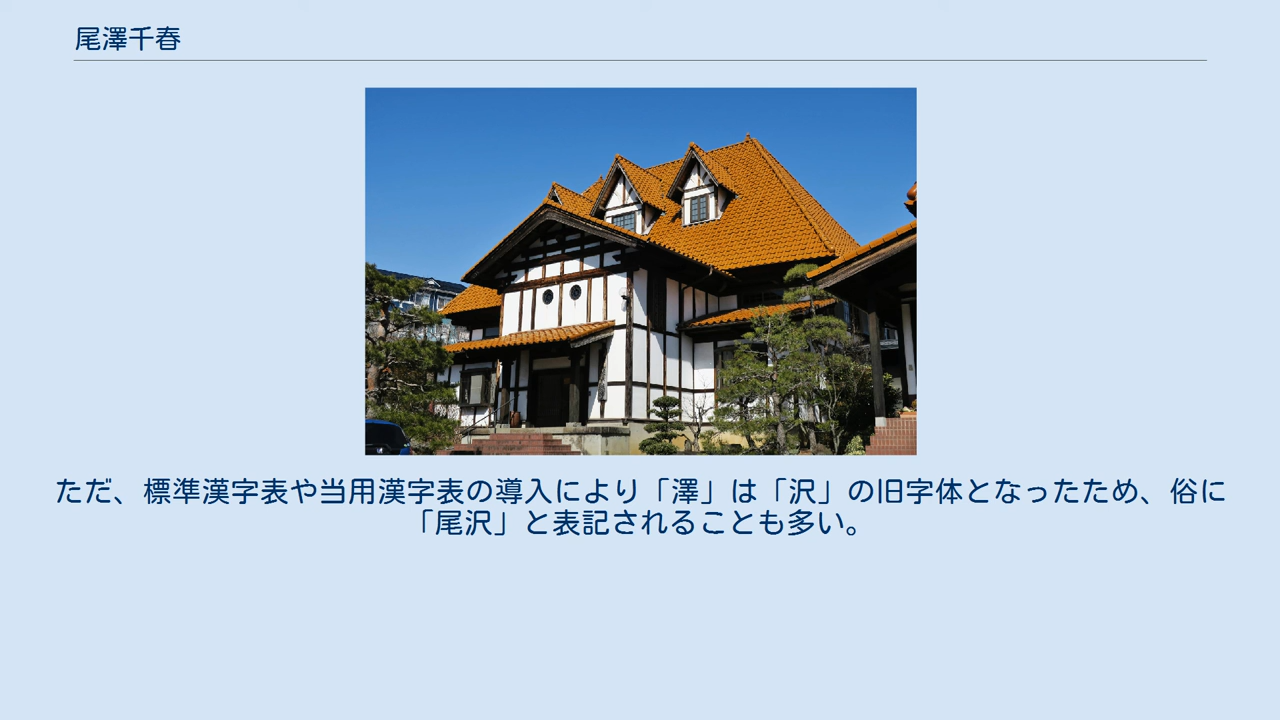 尾澤千春
ただ、標準漢字表や当用漢字表の導入により「澤」は「沢」の旧字体となったため、俗に
「尾沢」と表記されることも多い。